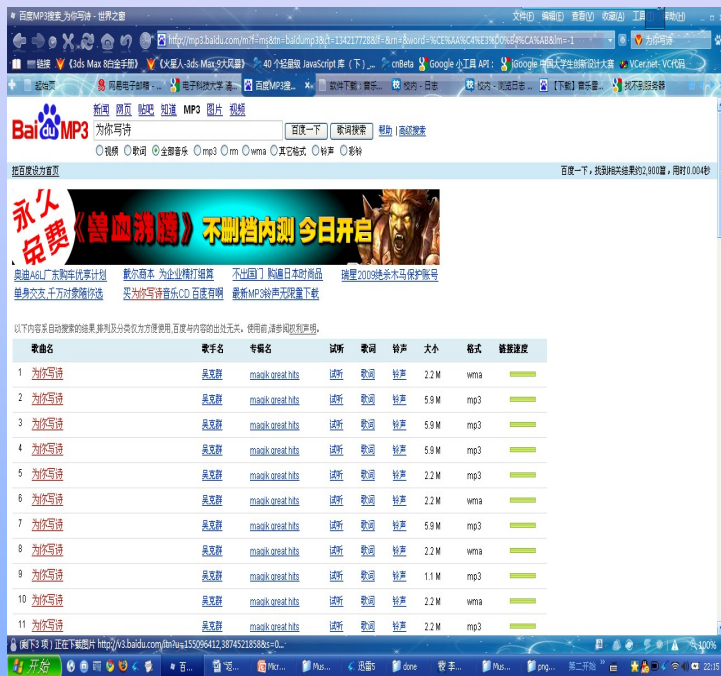 百度MP3搜索_为你写诗 - 世界之窗
文件(F) 编辑(E) 查看(V) 收藏(A) 帮助(H)
http://mp3.baidu.com/m?f=ms&tn=baidump3&ct=134217728&lf=&rn=&word=%CE%AA%C4%E3%D0%B4%CA%AB&lm=-1
为你写诗
链接 《3ds Max 8白金手册》 《火星人-3ds Max 9大风暴》 40 个轻量级 JavaScript 库（下）_... cnBeta Google 小工具 API： iGoogle 中国大学生创新设计大赛 VCer.net- VC代码
起始页 网易电子邮箱 - ... 电子科技大学 清... 百度MP3搜... 软件下载：音乐... 校内 - 日志 校内 - 浏览日志... 【下载】音乐量... 找不到服务器
新闻 网页 贴吧 知道 MP3 图片 视频
Bai du MP3 为你写诗 百度一下 歌词搜索 帮助 | 高级搜索
视频 歌词 全部音乐 mp3 rm wma 其它格式 铃声 彩铃
把百度设为首页 百度一下，找到相关结果约2,900篇，用时0.004秒
永久免费《兽血沸腾》不删档内测 今日开启
奥迪A6L广东购车优享计划 戴尔商本 为企业精打细算 不出国门 购遍日本时尚品 瑞星2009绝杀木马保护账号
单身交友,千万对象随你选 买为你写诗音乐CD 百度有啊 最新MP3铃声无限量下载
以下内容系自动搜索的结果,排列及分类仅为方便使用,百度与内容的出处无关。使用前,请参阅权利声明。
歌曲名 歌手名 专辑名 试听 歌词 铃声 大小 格式 链接速度
1 为你写诗 吴克群 magik great hits 试听 歌词 铃声 2.2 M wma
2 为你写诗 吴克群 magik great hits 试听 歌词 铃声 5.9 M mp3
3 为你写诗 吴克群 magik great hits 试听 歌词 铃声 5.9 M mp3
4 为你写诗 吴克群 magik great hits 试听 歌词 铃声 5.9 M mp3
5 为你写诗 吴克群 magik great hits 试听 歌词 铃声 2.2 M mp3
6 为你写诗 吴克群 magik great hits 试听 歌词 铃声 2.2 M wma
7 为你写诗 吴克群 magik great hits 试听 歌词 铃声 5.9 M mp3
8 为你写诗 吴克群 magik great hits 试听 歌词 铃声 2.2 M wma
9 为你写诗 吴克群 magik great hits 试听 歌词 铃声 1.1 M mp3
10 为你写诗 吴克群 magik great hits 试听 歌词 铃声 2.2 M wma
11 为你写诗 吴克群 magik great hits 试听 歌词 铃声 2.2 M mp3
(剩下3 项) 正在下载图片 http://v3.baidu.com/itn?u=155096412,3874521858&s=0... 100%
开始 百... Micr... Mus... 迅雷5 done 李... Mus... png... 第二开始 22:15